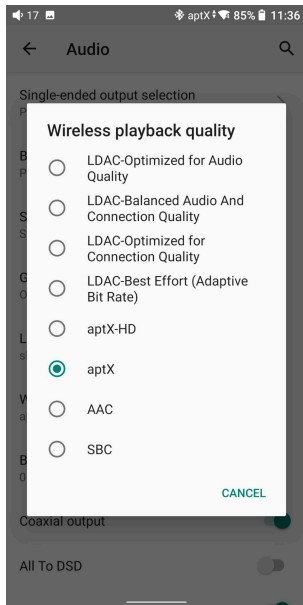 17 aptX 85% 11:36
Audio
Single-ended output selection
P
Wireless playback quality
B
P
LDAC-Optimized for Audio
Quality
LDAC-Balanced Audio And
Connection Quality
S
S
LDAC-Optimized for
Connection Quality
G
O
LDAC-Best Effort (Adaptive
Bit Rate)
L
s
aptX-HD
aptX
W
a
AAC
B
0
SBC
CANCEL
Coaxial output
All To DSD